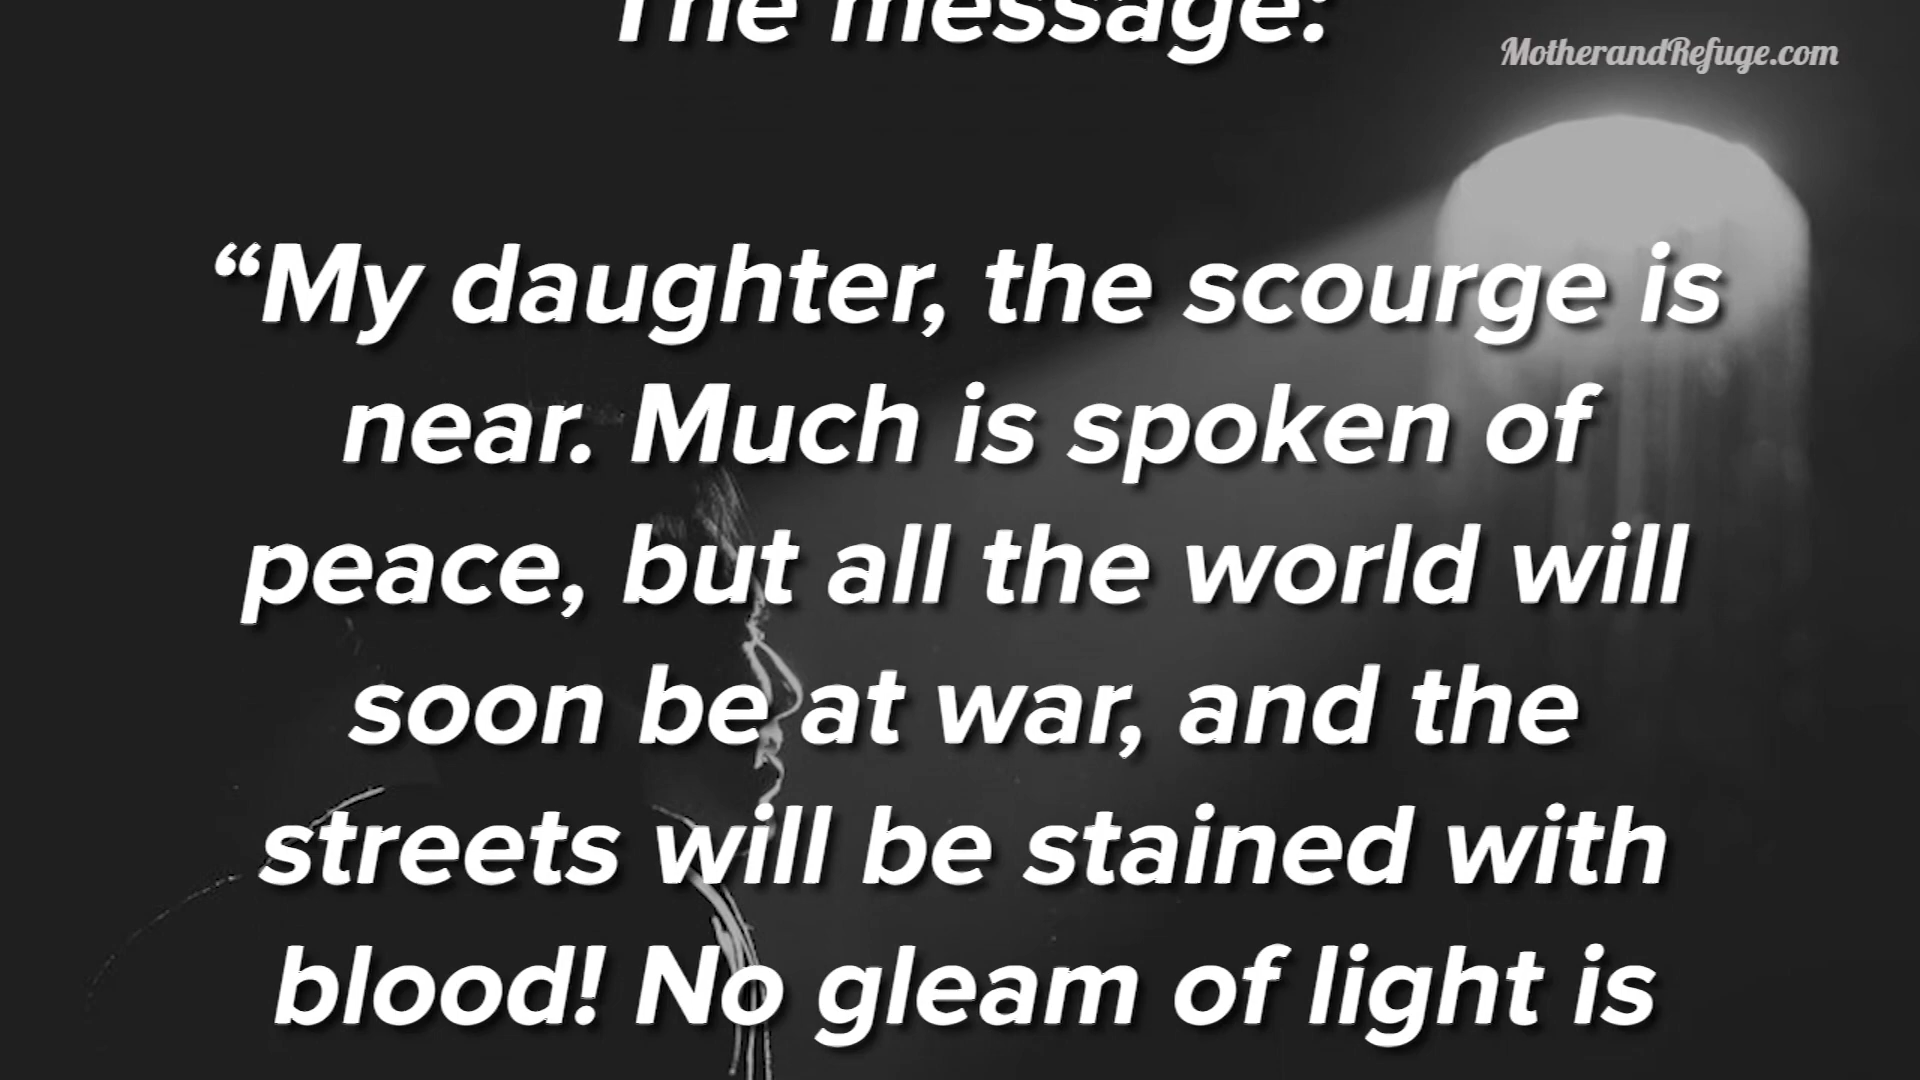 The message:
MotherandRefuge.com
“My daughter, the scourge is
near. Much is spoken of
peace, but all the world will
soon be at war, and the
streets will be stained with
blood! No gleam of light is